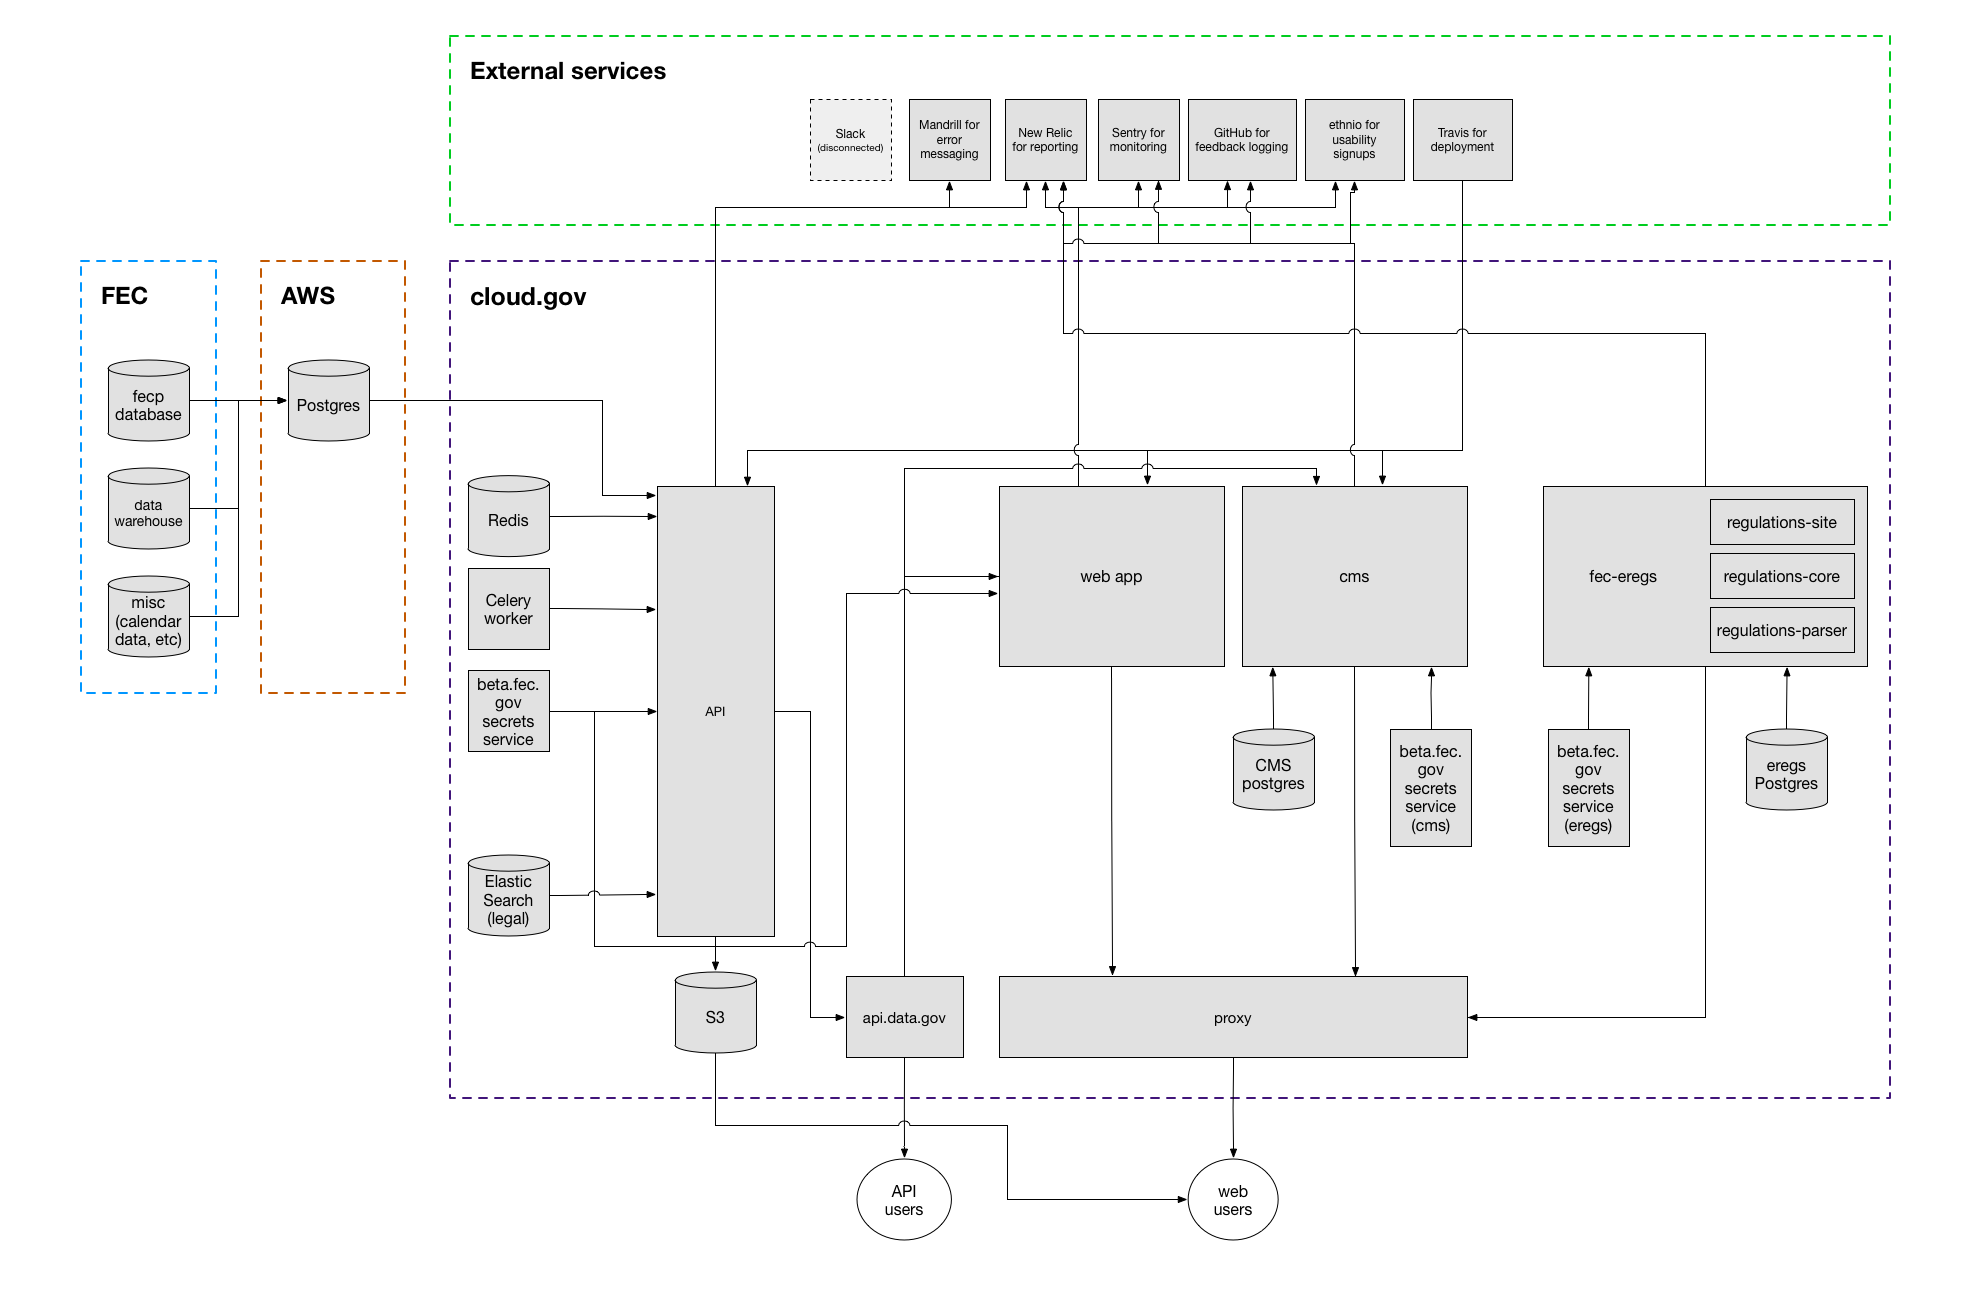 External services
Slack
(disconnected)
Mandrill for
error
messaging
New Relic
for reporting
Sentry for
monitoring
GitHub for
feedback logging
ethnio for
usability
signups
Travis for
deployment
FEC
AWS
cloud.gov
fecp
database
data
warehouse
misc
(calendar
data, etc)
Postgres
Redis
Celery
worker
beta.fec.
gov
secrets
service
Elastic
Search
(legal)
API
web app
cms
fec-eregs
regulations-site
regulations-core
regulations-parser
CMS
postgres
beta.fec.
gov
secrets
service
(cms)
beta.fec.
gov
secrets
service
(eregs)
eregs
Postgres
S3
api.data.gov
proxy
API
users
web
users